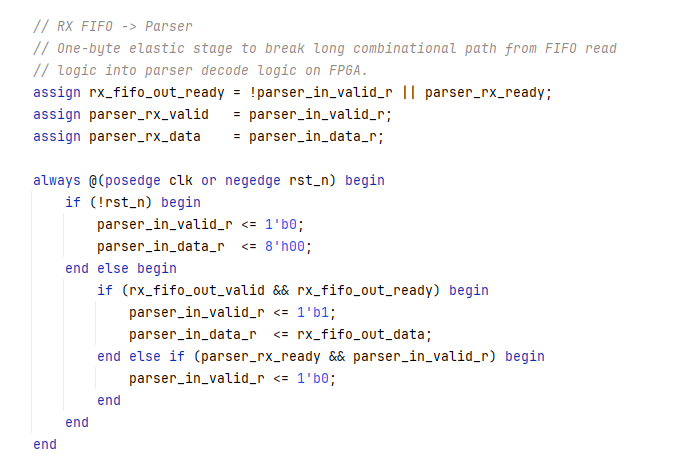 // RX FIFO -> Parser
// One-byte elastic stage to break long combinational path from FIFO read
// logic into parser decode logic on FPGA.
assign rx_fifo_out_ready = !parser_in_valid_r || parser_rx_ready;
assign parser_rx_valid   = parser_in_valid_r;
assign parser_rx_data    = parser_in_data_r;

always @(posedge clk or negedge rst_n) begin
    if (!rst_n) begin
        parser_in_valid_r <= 1'b0;
        parser_in_data_r  <= 8'h00;
    end else begin
        if (rx_fifo_out_valid && rx_fifo_out_ready) begin
            parser_in_valid_r <= 1'b1;
            parser_in_data_r  <= rx_fifo_out_data;
        end else if (parser_rx_ready && parser_in_valid_r) begin
            parser_in_valid_r <= 1'b0;
        end
    end
end